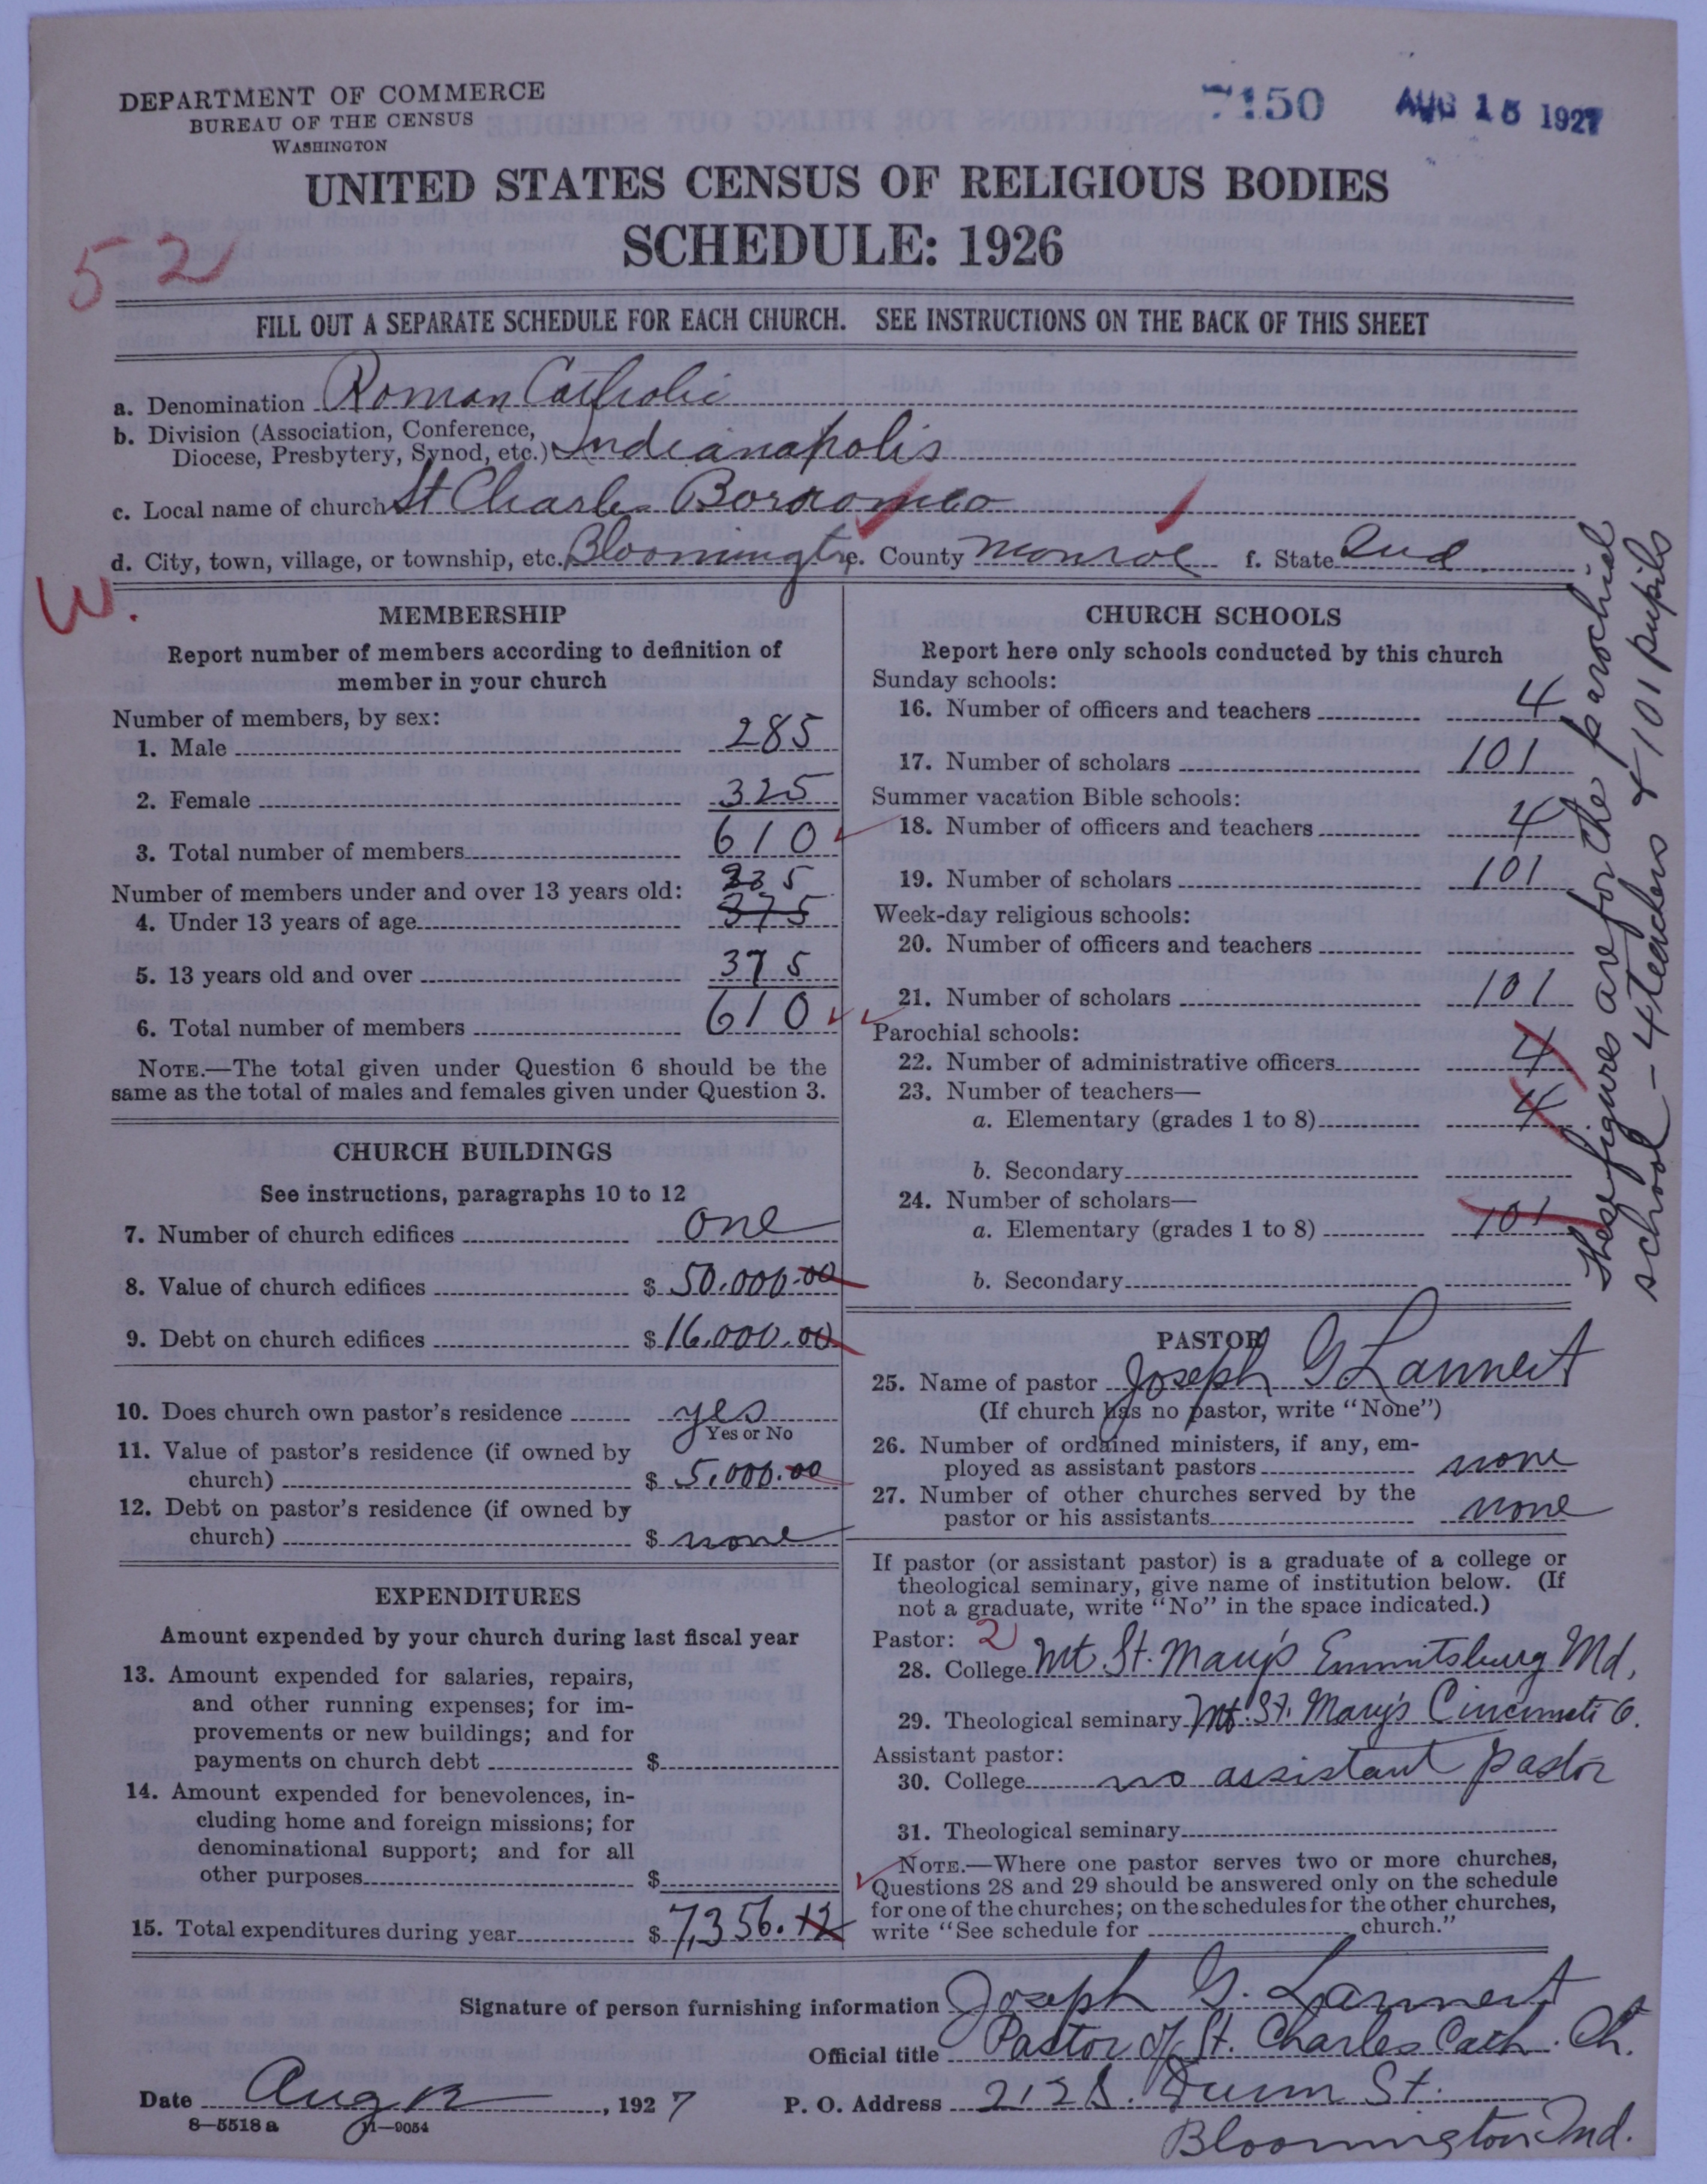 DEPARTMENT OF COMMERCE
BUREAU OF THE CENSUS
WASHINGTON
7150 AUG 15 1927
UNITED STATES CENSUS OF RELIGIOUS BODIES
SCHEDULE: 1926
52
FILL OUT A SEPARATE SCHEDULE FOR EACH CHURCH. SEE INSTRUCTIONS ON THE BACK OF THIS SHEET
a. Denomination Roman Catholic
b. Division (Association, Conference,
Diocese, Presbytery, Synod, etc.) Indianapolis
c. Local name of church St Charles Borromeo
d. City, town, village, or township, etc. Bloomington e. County Monroe f. State Ind.
W.
MEMBERSHIP
Report number of members according to definition of
member in your church
Number of members, by sex:
1. Male 285
2. Female 325
3. Total number of members 610
Number of members under and over 13 years old: 235
4. Under 13 years of age 375
5. 13 years old and over 375
6. Total number of members 610
NOTE.—The total given under Question 6 should be the
same as the total of males and females given under Question 3.
CHURCH BUILDINGS
See instructions, paragraphs 10 to 12
7. Number of church edifices one
8. Value of church edifices $ 50,000.00
9. Debt on church edifices $ 16,000.00
10. Does church own pastor's residence yes
Yes or No
11. Value of pastor's residence (if owned by
church) $ 5,000.00
12. Debt on pastor's residence (if owned by
church) $ none
EXPENDITURES
Amount expended by your church during last fiscal year
13. Amount expended for salaries, repairs,
and other running expenses; for im-
provements or new buildings; and for
payments on church debt $
14. Amount expended for benevolences, in-
cluding home and foreign missions; for
denominational support; and for all
other purposes $
15. Total expenditures during year $ 7,356.12
CHURCH SCHOOLS
Report here only schools conducted by this church
Sunday schools:
16. Number of officers and teachers 4
17. Number of scholars 101
Summer vacation Bible schools:
18. Number of officers and teachers 4
19. Number of scholars 101
Week-day religious schools:
20. Number of officers and teachers
21. Number of scholars 101
Parochial schools:
22. Number of administrative officers 4
23. Number of teachers—
a. Elementary (grades 1 to 8) 4
b. Secondary
24. Number of scholars—
a. Elementary (grades 1 to 8) 101
b. Secondary
These figures are for the parochial
school - 4 teachers & 101 pupils
PASTOR
25. Name of pastor Joseph G Lannert
(If church has no pastor, write "None")
26. Number of ordained ministers, if any, em-
ployed as assistant pastors none
27. Number of other churches served by the
pastor or his assistants none
If pastor (or assistant pastor) is a graduate of a college or
theological seminary, give name of institution below. (If
not a graduate, write "No" in the space indicated.)
Pastor: 2
28. College Mt. St. Mary's Emmitsburg Md.
29. Theological seminary Mt. St. Mary's Cincinnati O.
Assistant pastor:
30. College no assistant pastor
31. Theological seminary
NOTE.—Where one pastor serves two or more churches,
Questions 28 and 29 should be answered only on the schedule
for one of the churches; on the schedules for the other churches,
write "See schedule for church."
Signature of person furnishing information Joseph G. Lannert
Official title Pastor of St. Charles Cath. Ch.
Date Aug 12, 1927 P. O. Address 212 S. Dunn St.
8—5518 a 11—9054
Bloomington Ind.